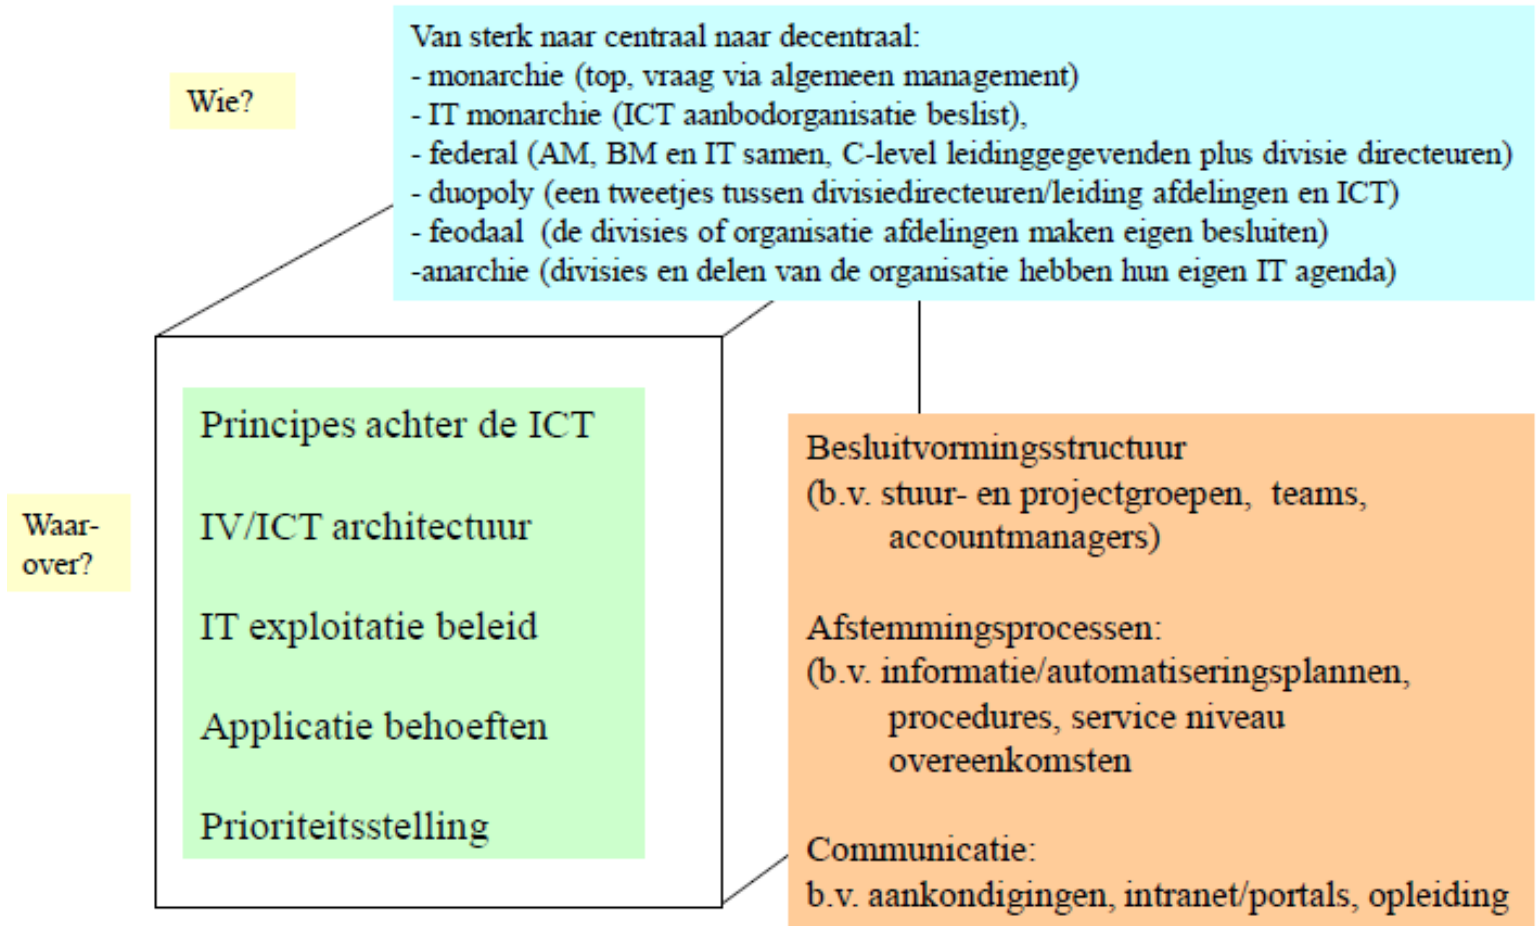 Wie?
Van sterk naar centraal naar decentraal:
- monarchie (top, vraag via algemeen management)
- IT monarchie (ICT aanbodorganisatie beslist),
- federal (AM, BM en IT samen, C-level leidinggegevenden plus divisie directeuren)
- duopoly (een tweetjes tussen divisiedirecteuren/leiding afdelingen en ICT)
- feodaal (de divisies of organisatie afdelingen maken eigen besluiten)
-anarchie (divisies en delen van de organisatie hebben hun eigen IT agenda)
Waar-
over?
Principes achter de ICT
IV/ICT architectuur
IT exploitatie beleid
Applicatie behoeften
Prioriteitsstelling
Besluitvormingsstructuur
(b.v. stuur- en projectgroepen, teams,
accountmanagers)
Afstemmingsprocessen:
(b.v. informatie/automatiseringsplannen,
procedures, service niveau
overeenkomsten
Communicatie:
b.v. aankondigingen, intranet/portals, opleiding